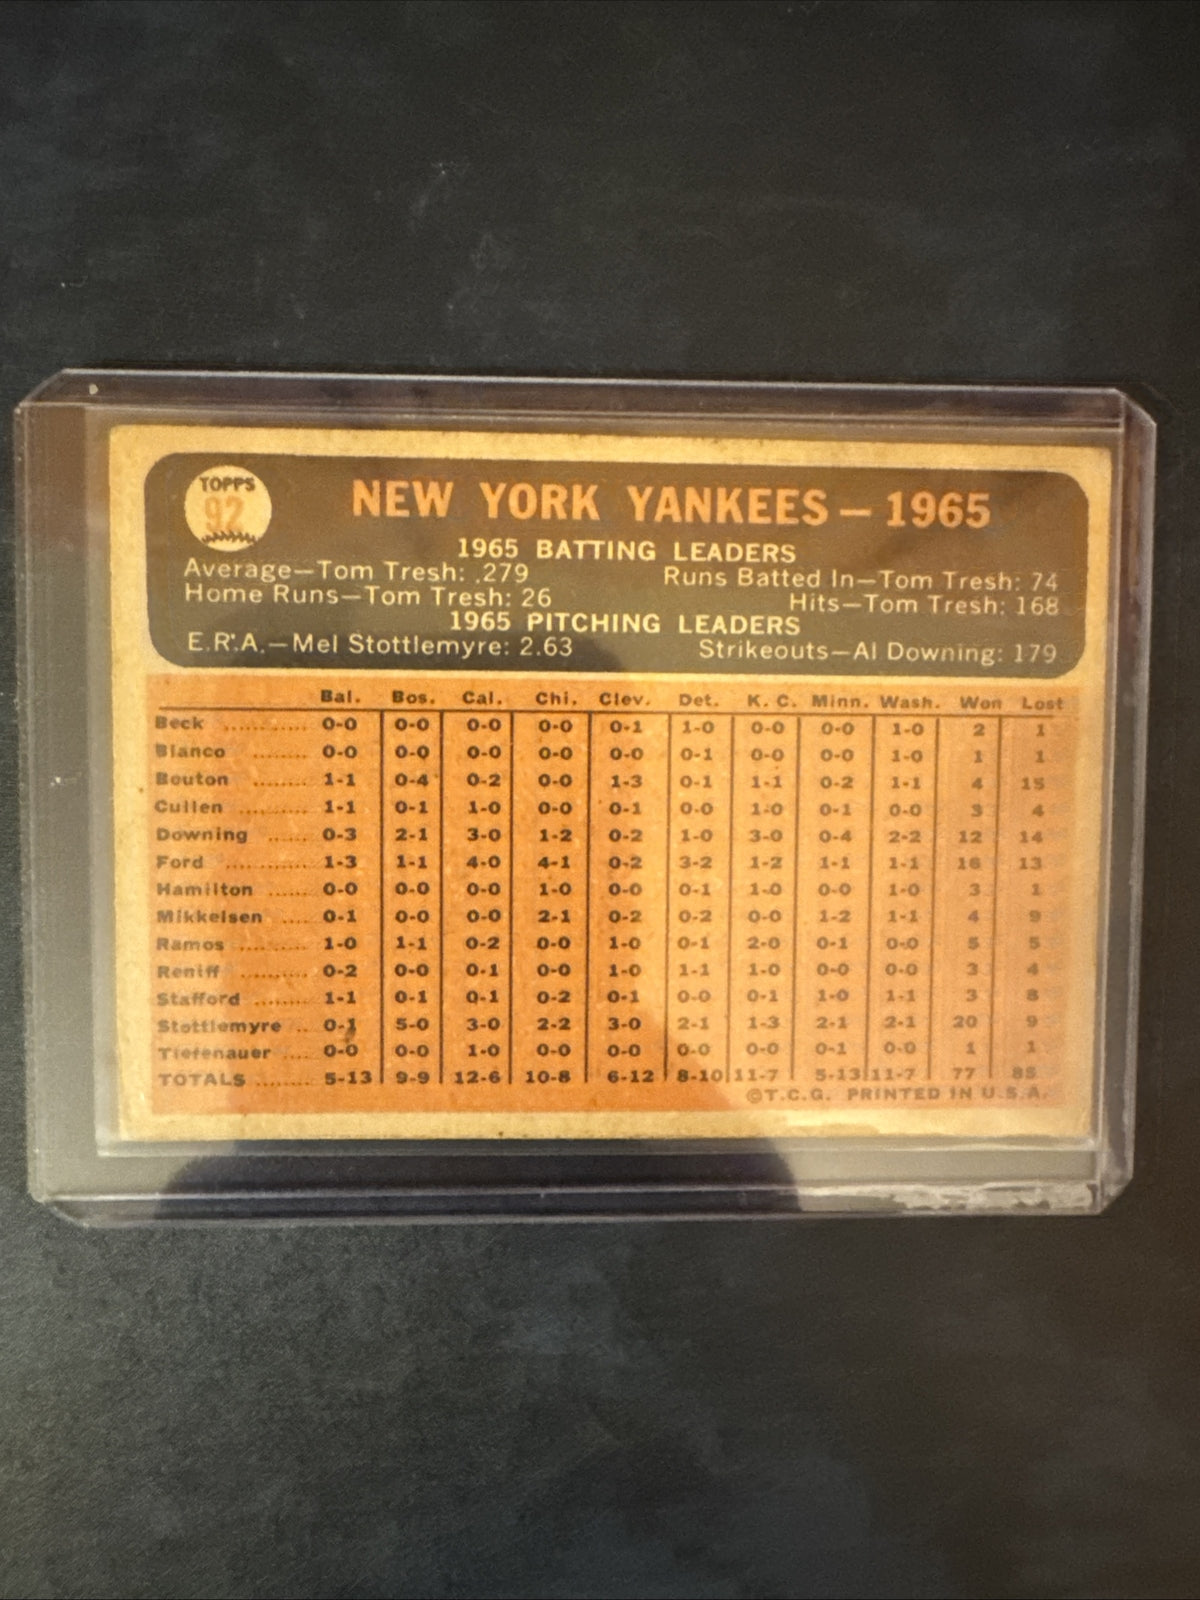 TOPPS
92
NEW YORK YANKEES — 1965
1965 BATTING LEADERS
Average—Tom Tresh: .279 Runs Batted In—Tom Tresh: 74
Home Runs—Tom Tresh: 26 Hits—Tom Tresh: 168
1965 PITCHING LEADERS
E.R.A.—Mel Stottlemyre: 2.63 Strikeouts—Al Downing: 179
Bal. Bos. Cal. Chi. Clev. Det. K. C. Minn. Wash. Won Lost
Beck ............ 0-0 0-0 0-0 0-0 0-1 1-0 0-0 0-0 1-0 2 1
Blanco ........ 0-0 0-0 0-0 0-0 0-0 0-1 0-0 0-0 1-0 1 1
Bouton ........ 1-1 0-4 0-2 0-0 1-3 0-1 1-1 0-2 1-1 4 15
Cullen .......... 1-1 0-1 1-0 0-0 0-1 0-0 1-0 0-1 0-0 3 4
Downing ...... 0-3 2-1 3-0 1-2 0-2 1-0 3-0 0-4 2-2 12 14
Ford ............ 1-3 1-1 4-0 4-1 0-2 3-2 1-2 1-1 1-1 16 13
Hamilton ...... 0-0 0-0 0-0 1-0 0-0 0-1 1-0 0-0 1-0 3 1
Mikkelsen .... 0-1 0-0 0-0 2-1 0-2 0-2 0-0 1-2 1-1 4 9
Ramos .......... 1-0 1-1 0-2 0-0 1-0 0-1 2-0 0-1 0-0 5 5
Reniff .......... 0-2 0-0 0-1 0-0 1-0 1-1 1-0 0-0 0-0 3 4
Stafford ........ 1-1 0-1 0-1 0-2 0-1 0-0 0-1 1-0 1-1 3 8
Stottlemyre .. 0-1 5-0 3-0 2-2 3-0 2-1 1-3 2-1 2-1 20 9
Tiefenauer .... 0-0 0-0 1-0 0-0 0-0 0-0 0-0 0-1 0-0 1 1
TOTALS ........ 5-13 9-9 12-6 10-8 6-12 8-10 11-7 5-13 11-7 77 85
©T.C.G. PRINTED IN U.S.A.